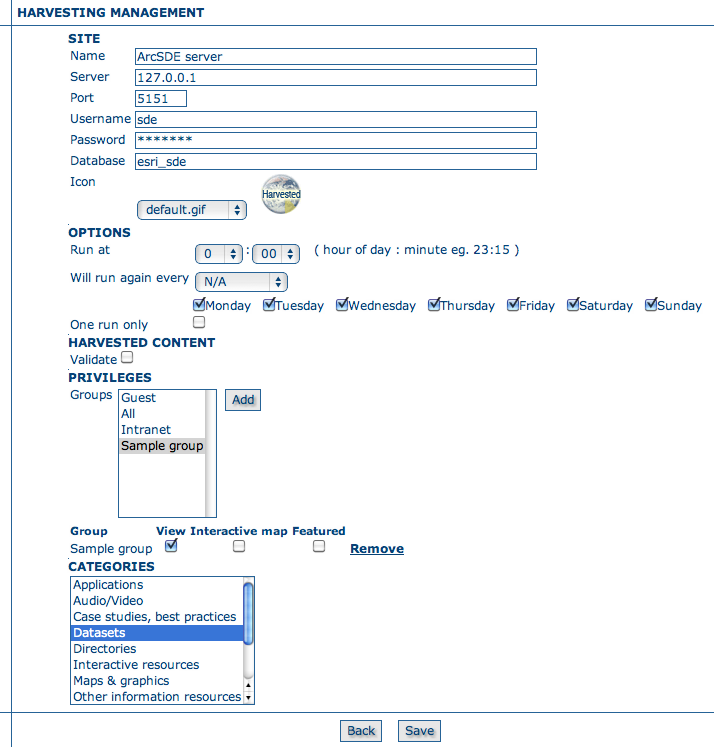 HARVESTING MANAGEMENT
SITE
Name ArcSDE server
Server 127.0.0.1
Port 5151
Username sde
Password *******
Database esri_sde
Icon Harvested
default.gif
OPTIONS
Run at 0 : 00 ( hour of day : minute eg. 23:15 )
Will run again every N/A
Monday Tuesday Wednesday Thursday Friday Saturday Sunday
One run only
HARVESTED CONTENT
Validate
PRIVILEGES
Groups Guest Add
All
Intranet
Sample group
Group View Interactive map Featured
Sample group Remove
CATEGORIES
Applications
Audio/Video
Case studies, best practices
Datasets
Directories
Interactive resources
Maps & graphics
Other information resources
Back Save